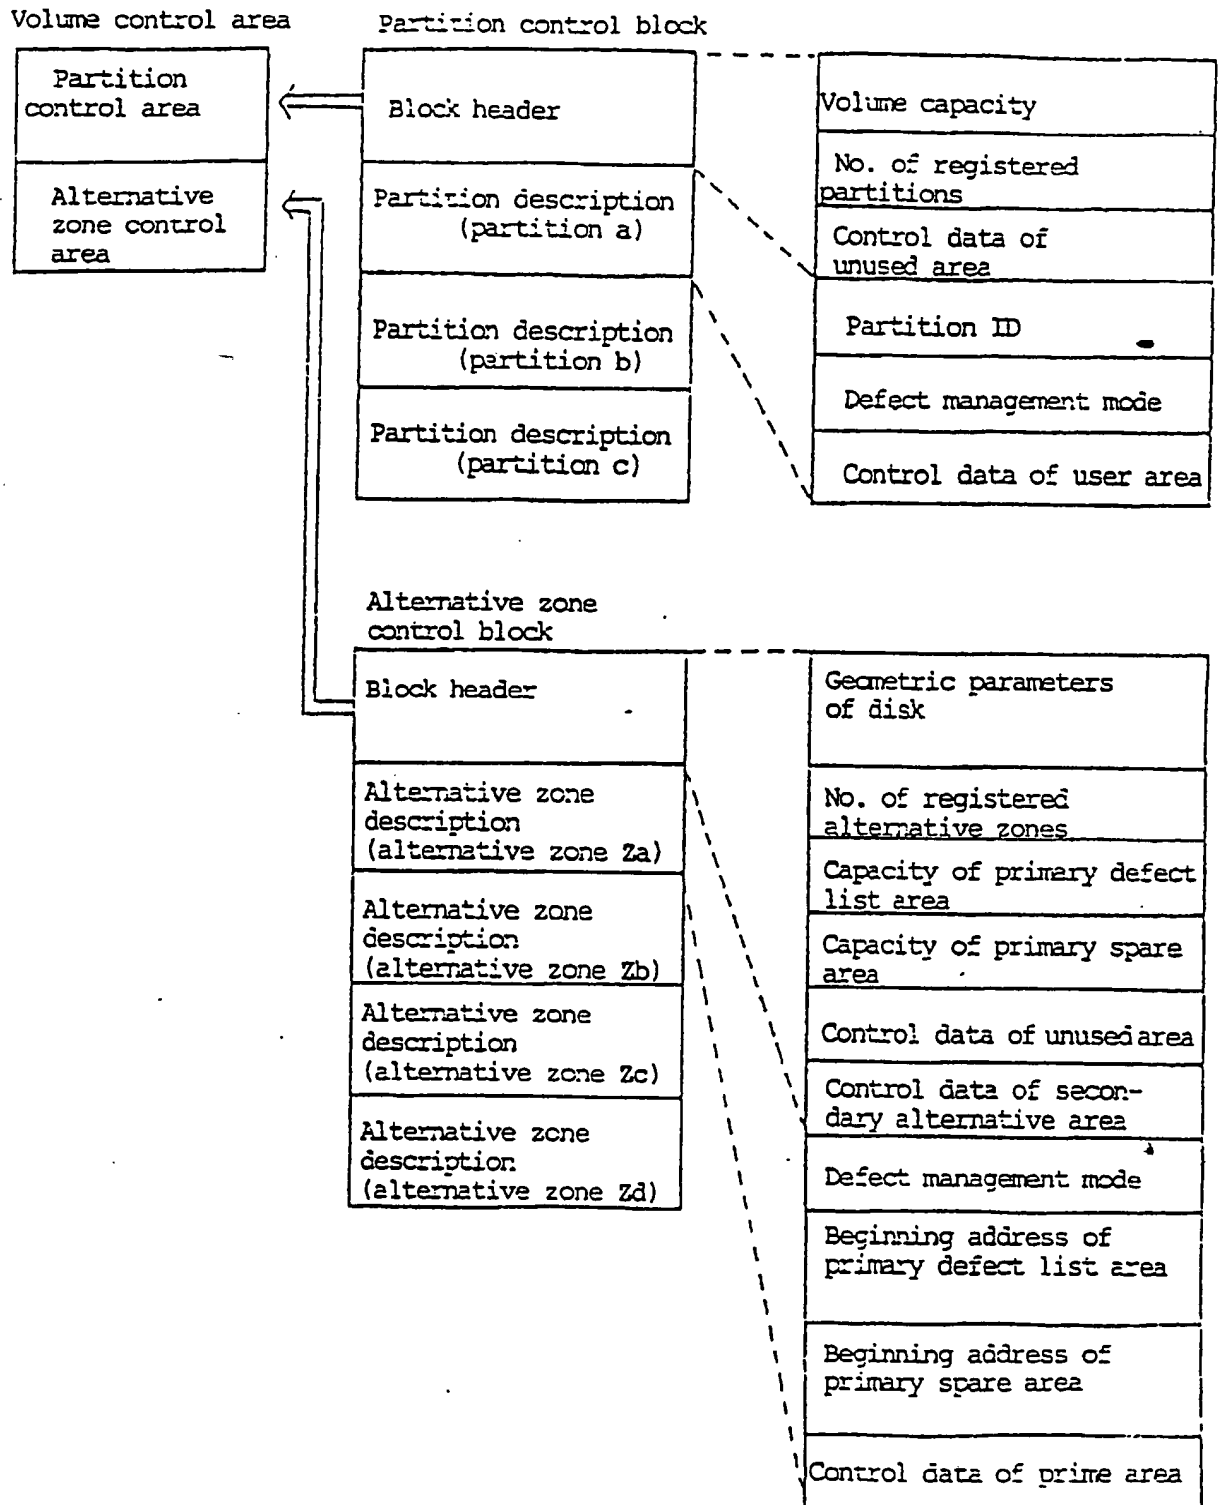 Volume control area
Partition
control area
Alternative
zone control
area
Partition control block
Block header
Partition description
(partition a)
Partition description
(partition b)
Partition description
(partition c)
Volume capacity
No. of registered
partitions
Control data of
unused area
Partition ID
Defect management mode
Control data of user area
Alternative zone
control block
Block header
Alternative zone
description
(alternative zone Za)
Alternative zone
description
(alternative zone Zb)
Alternative zone
description
(alternative zone Zc)
Alternative zone
description
(alternative zone Zd)
Geometric parameters
of disk
No. of registered
alternative zones
Capacity of primary defect
list area
Capacity of primary spare
area
Control data of unused area
Control data of secon-
dary alternative area
Defect management mode
Beginning address of
primary defect list area
Beginning address of
primary spare area
Control data of prime area